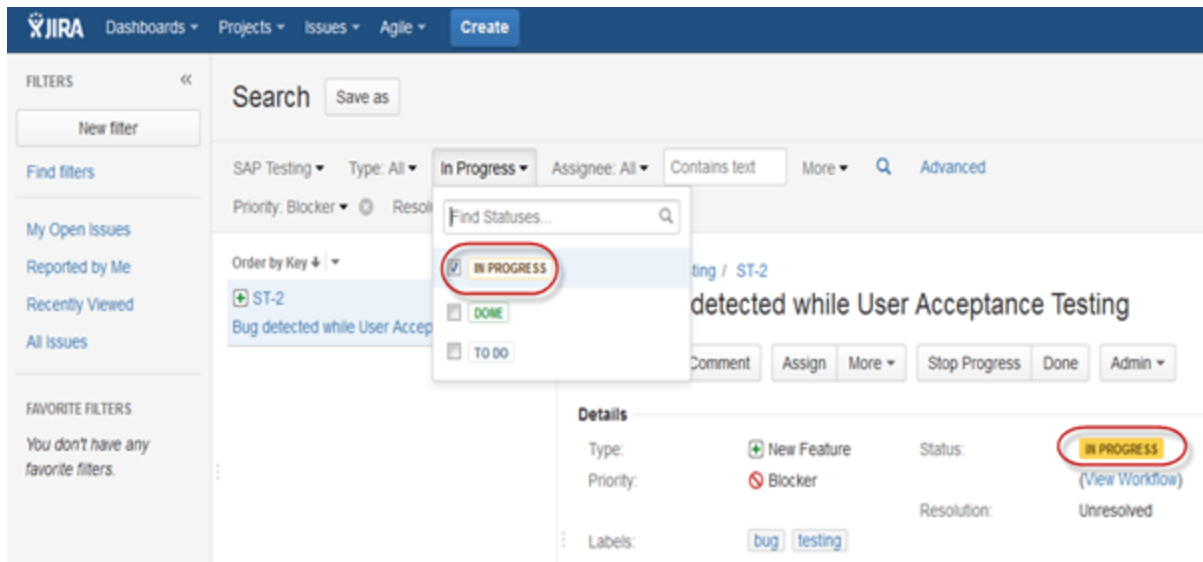 JIRA Dashboards Projects Issues Agile Create
FILTERS
New filter
Find filters
My Open Issues
Reported by Me
Recently Viewed
All Issues
FAVORITE FILTERS
You don't have any
favorite filters.
Search Save as
SAP Testing Type: All In Progress Assignee: All Contains text More Advanced
Priority: Blocker
Find Statuses...
IN PROGRESS
DONE
TO DO
Order by Key
ST-2
Bug detected while User
/ ST-2
detected while User Acceptance Testing
Comment Assign More Stop Progress Done Admin
Details
Type: New Feature Status: IN PROGRESS
Priority: Blocker (View Workflow)
Resolution: Unresolved
Labels: bug testing